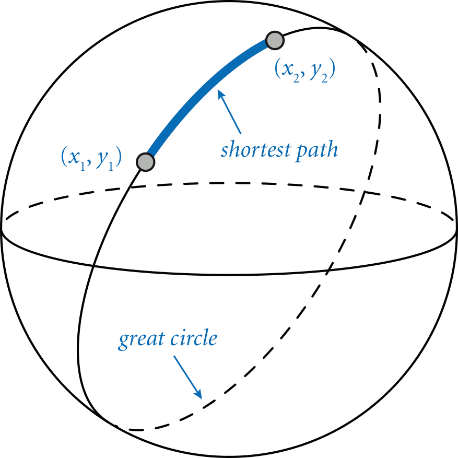 (x₂, y₂)
shortest path
(x₁, y₁)
great circle